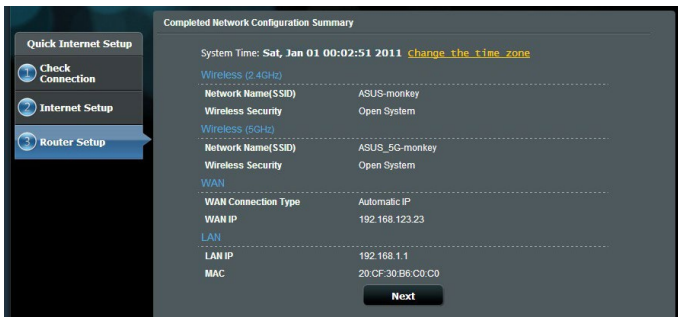 Completed Network Configuration Summary
Quick Internet Setup
1 Check Connection
2 Internet Setup
3 Router Setup
System Time: Sat, Jan 01 00:02:51 2011 Change the time zone
Wireless (2.4GHz)
Network Name(SSID) ASUS-monkey
Wireless Security Open System
Wireless (5GHz)
Network Name(SSID) ASUS_5G-monkey
Wireless Security Open System
WAN
WAN Connection Type Automatic IP
WAN IP 192.168.123.23
LAN
LAN IP 192.168.1.1
MAC 20:CF:30:B6:C0:C0
Next